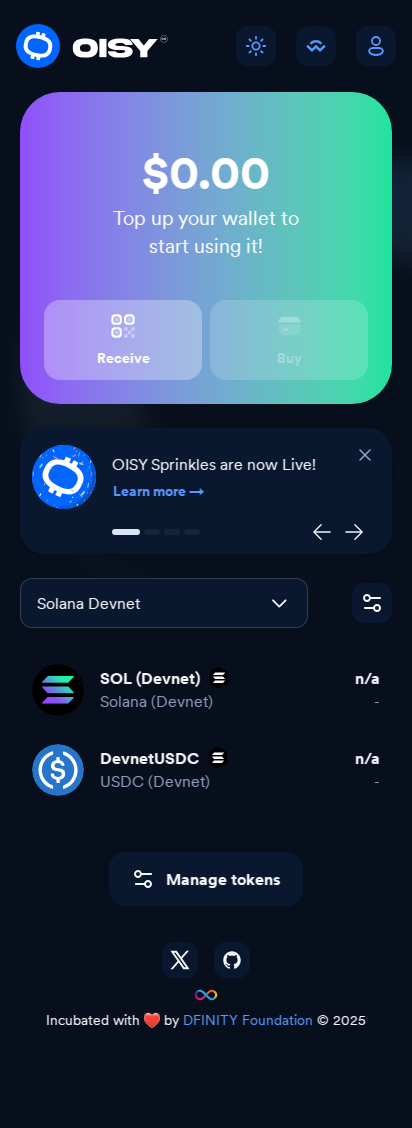 OISY
$0.00
Top up your wallet to
start using it!
Receive
Buy
OISY Sprinkles are now Live!
Learn more →
Solana Devnet
SOL (Devnet)
n/a
Solana (Devnet)
-
DevnetUSDC
n/a
USDC (Devnet)
-
Manage tokens
Incubated with ❤️ by DFINITY Foundation © 2025